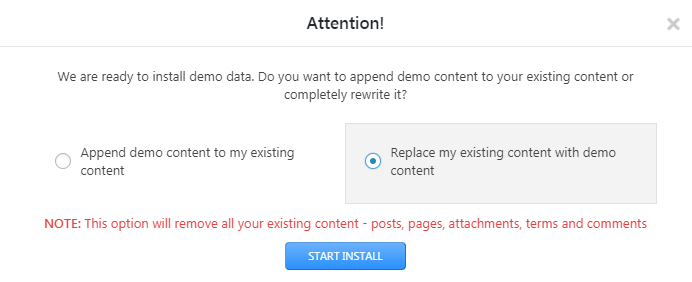 Attention!
We are ready to install demo data. Do you want to append demo content to your existing content or
completely rewrite it?
Append demo content to my existing
content
Replace my existing content with demo
content
NOTE: This option will remove all your existing content - posts, pages, attachments, terms and comments
START INSTALL